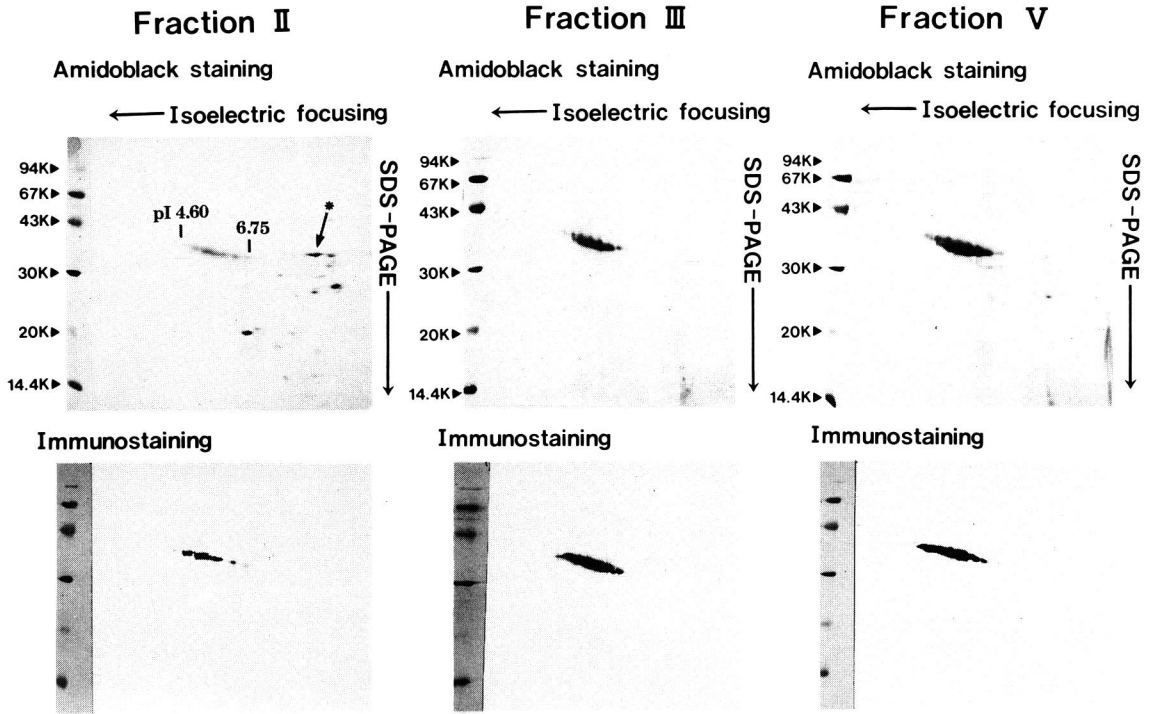 Fraction II
Amidoblack staining
← Isoelectric focusing
94K▶
67K▶
43K▶
30K▶
20K▶
14.4K▶
pI 4.60
6.75
*
SDS-PAGE →
Immunostaining
Fraction III
Amidoblack staining
← Isoelectric focusing
94K▶
67K▶
43K▶
30K▶
20K▶
14.4K▶
SDS-PAGE →
Immunostaining
Fraction V
Amidoblack staining
← Isoelectric focusing
94K▶
67K▶
43K▶
30K▶
20K▶
14.4K▶
SDS-PAGE →
Immunostaining